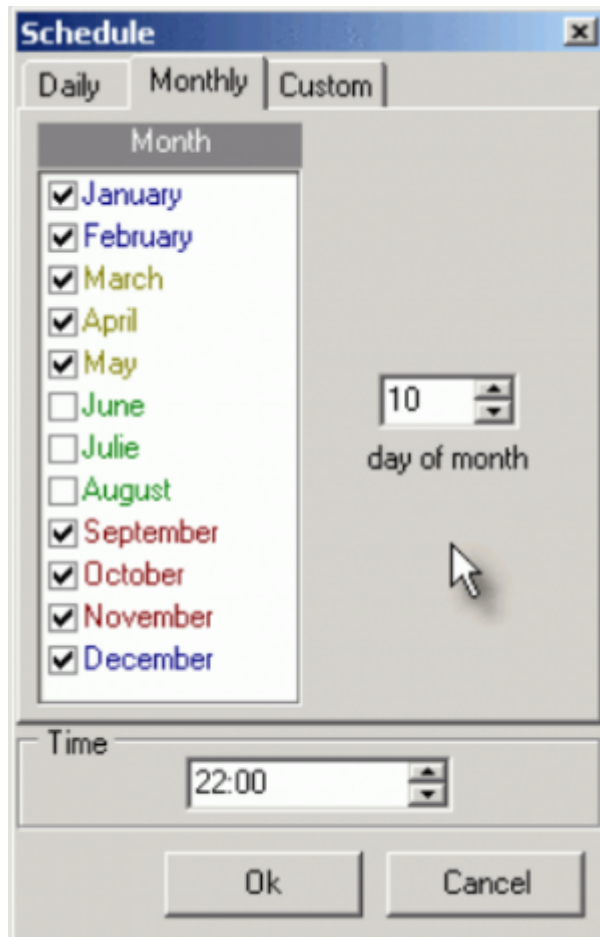 Schedule
Daily Monthly Custom
Month
January
February
March
April
May
June
Julie
August
September
October
November
December
10
day of month
Time
22:00
Ok Cancel